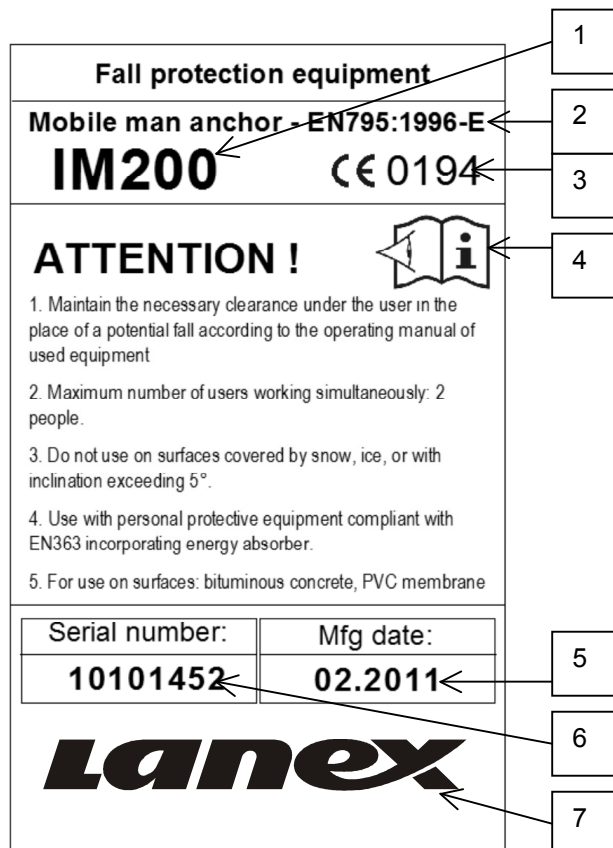 1
Fall protection equipment
Mobile man anchor - EN795:1996-E
2
IM200
CE 0194
3
ATTENTION !
i
4
1. Maintain the necessary clearance under the user in the
place of a potential fall according to the operating manual of
used equipment
2. Maximum number of users working simultaneously: 2
people.
3. Do not use on surfaces covered by snow, ice, or with
inclination exceeding 5°.
4. Use with personal protective equipment compliant with
EN363 incorporating energy absorber.
5. For use on surfaces: bituminous concrete, PVC membrane
Serial number:
Mfg date:
10101452
02.2011
5
6
Lanex
7